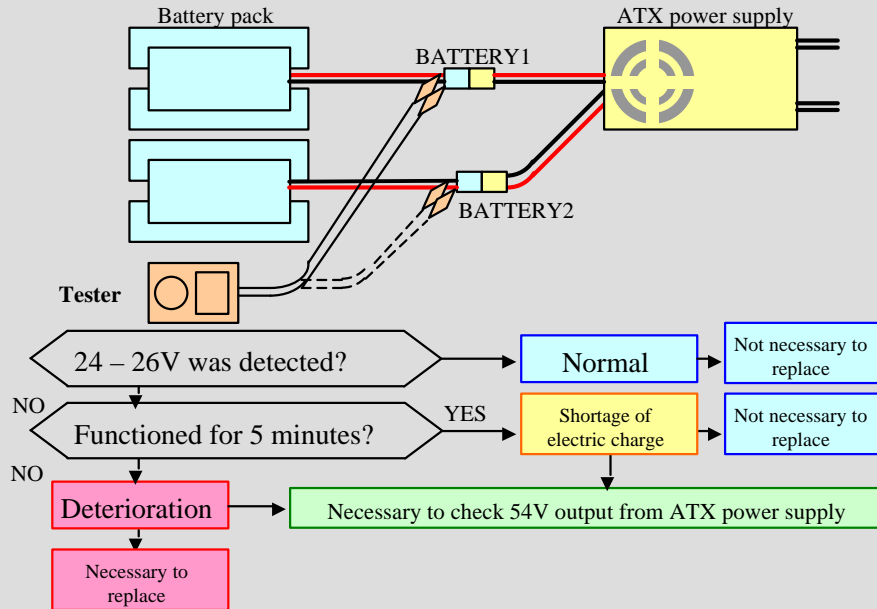 Battery pack
ATX power supply
BATTERY1
BATTERY2
Tester
24 – 26V was detected?
Normal
Not necessary to
replace
NO
Functioned for 5 minutes?
YES
Shortage of
electric charge
Not necessary to
replace
NO
Deterioration
Necessary to check 54V output from ATX power supply
Necessary to
replace